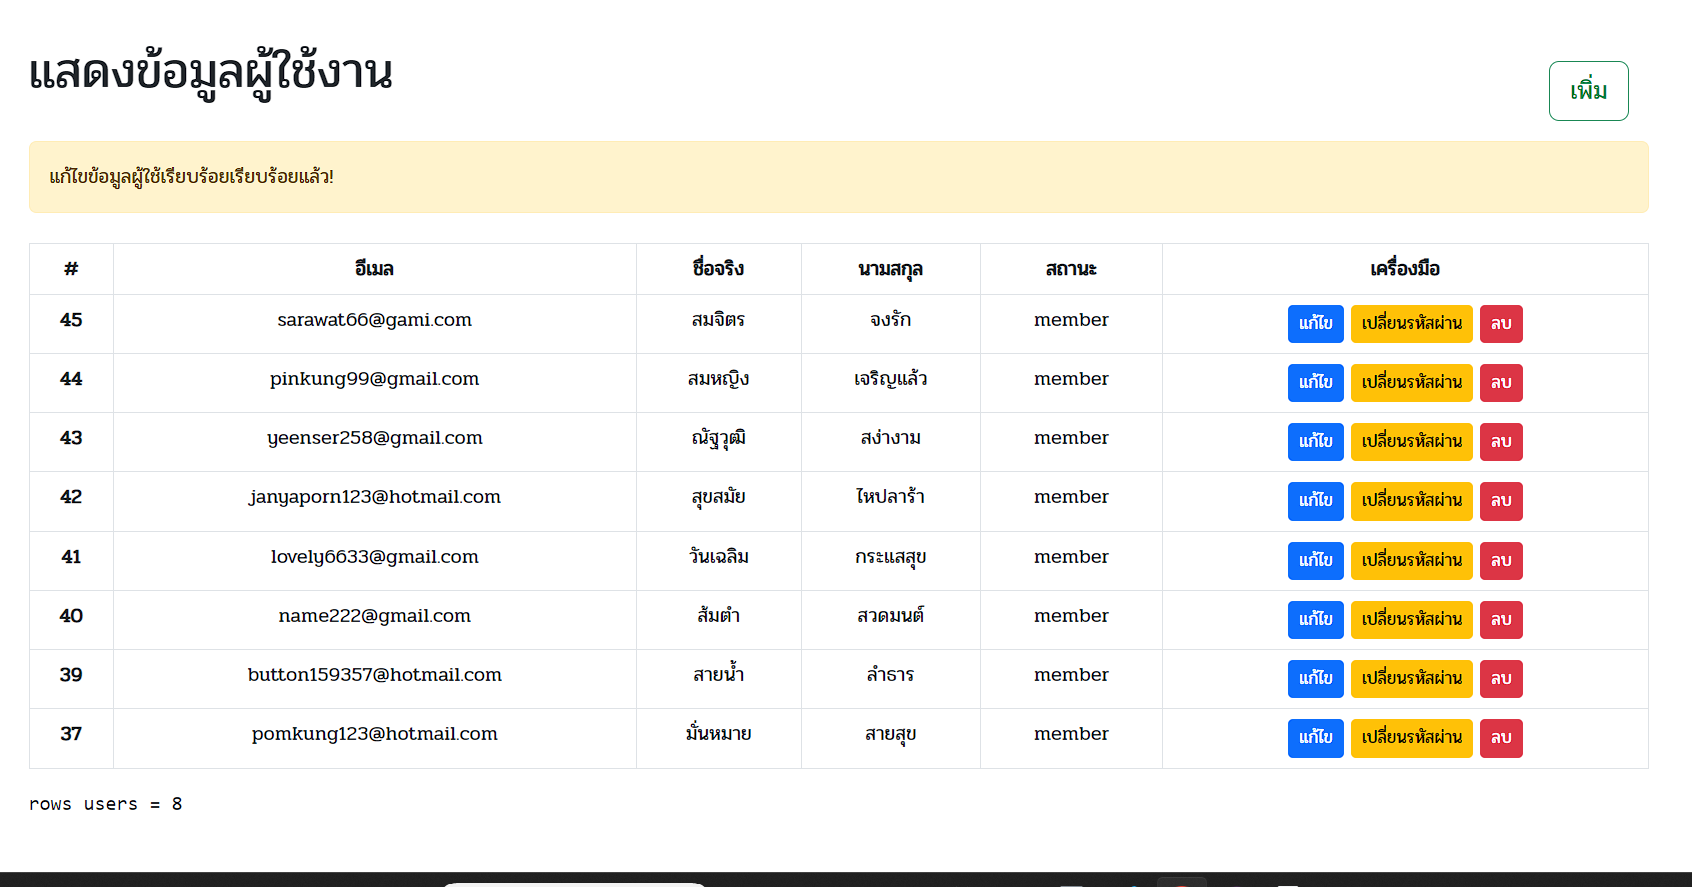 แสดงข้อมูลผู้ใช้งาน
เพิ่ม
แก้ไขข้อมูลผู้ใช้เรียบร้อยเรียบร้อยแล้ว!
# อีเมล ชื่อจริง นามสกุล สถานะ เครื่องมือ
45 sarawat66@gami.com สมจิตร จงรัก member แก้ไข เปลี่ยนรหัสผ่าน ลบ
44 pinkung99@gmail.com สมหญิง เจริญแล้ว member แก้ไข เปลี่ยนรหัสผ่าน ลบ
43 yeenser258@gmail.com ณัฐวุฒิ สง่างาม member แก้ไข เปลี่ยนรหัสผ่าน ลบ
42 janyaporn123@hotmail.com สุขสมัย ไหปลาร้า member แก้ไข เปลี่ยนรหัสผ่าน ลบ
41 lovely6633@gmail.com วันเฉลิม กระแสสุข member แก้ไข เปลี่ยนรหัสผ่าน ลบ
40 name222@gmail.com ส้มตำ สวดมนต์ member แก้ไข เปลี่ยนรหัสผ่าน ลบ
39 button159357@hotmail.com สายน้ำ ลำธาร member แก้ไข เปลี่ยนรหัสผ่าน ลบ
37 pomkung123@hotmail.com มั่นหมาย สายสุข member แก้ไข เปลี่ยนรหัสผ่าน ลบ
rows users = 8